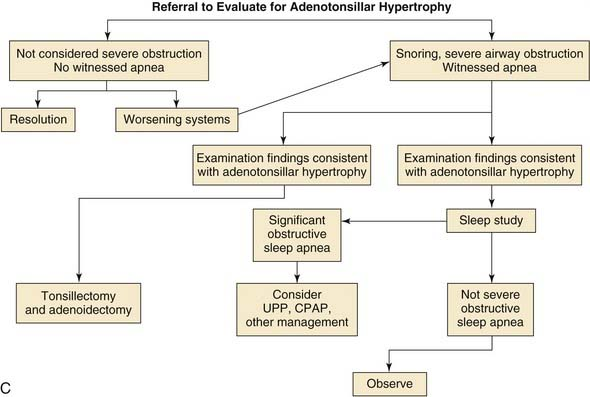 Referral to Evaluate for Adenotonsillar Hypertrophy
Not considered severe obstruction
No witnessed apnea
Snoring, severe airway obstruction
Witnessed apnea
Resolution
Worsening systems
Examination findings consistent
with adenotonsillar hypertrophy
Examination findings consistent
with adenotonsillar hypertrophy
Significant
obstructive
sleep apnea
Sleep study
Tonsillectomy
and adenoidectomy
Consider
UPP, CPAP,
other management
Not severe
obstructive
sleep apnea
Observe
C